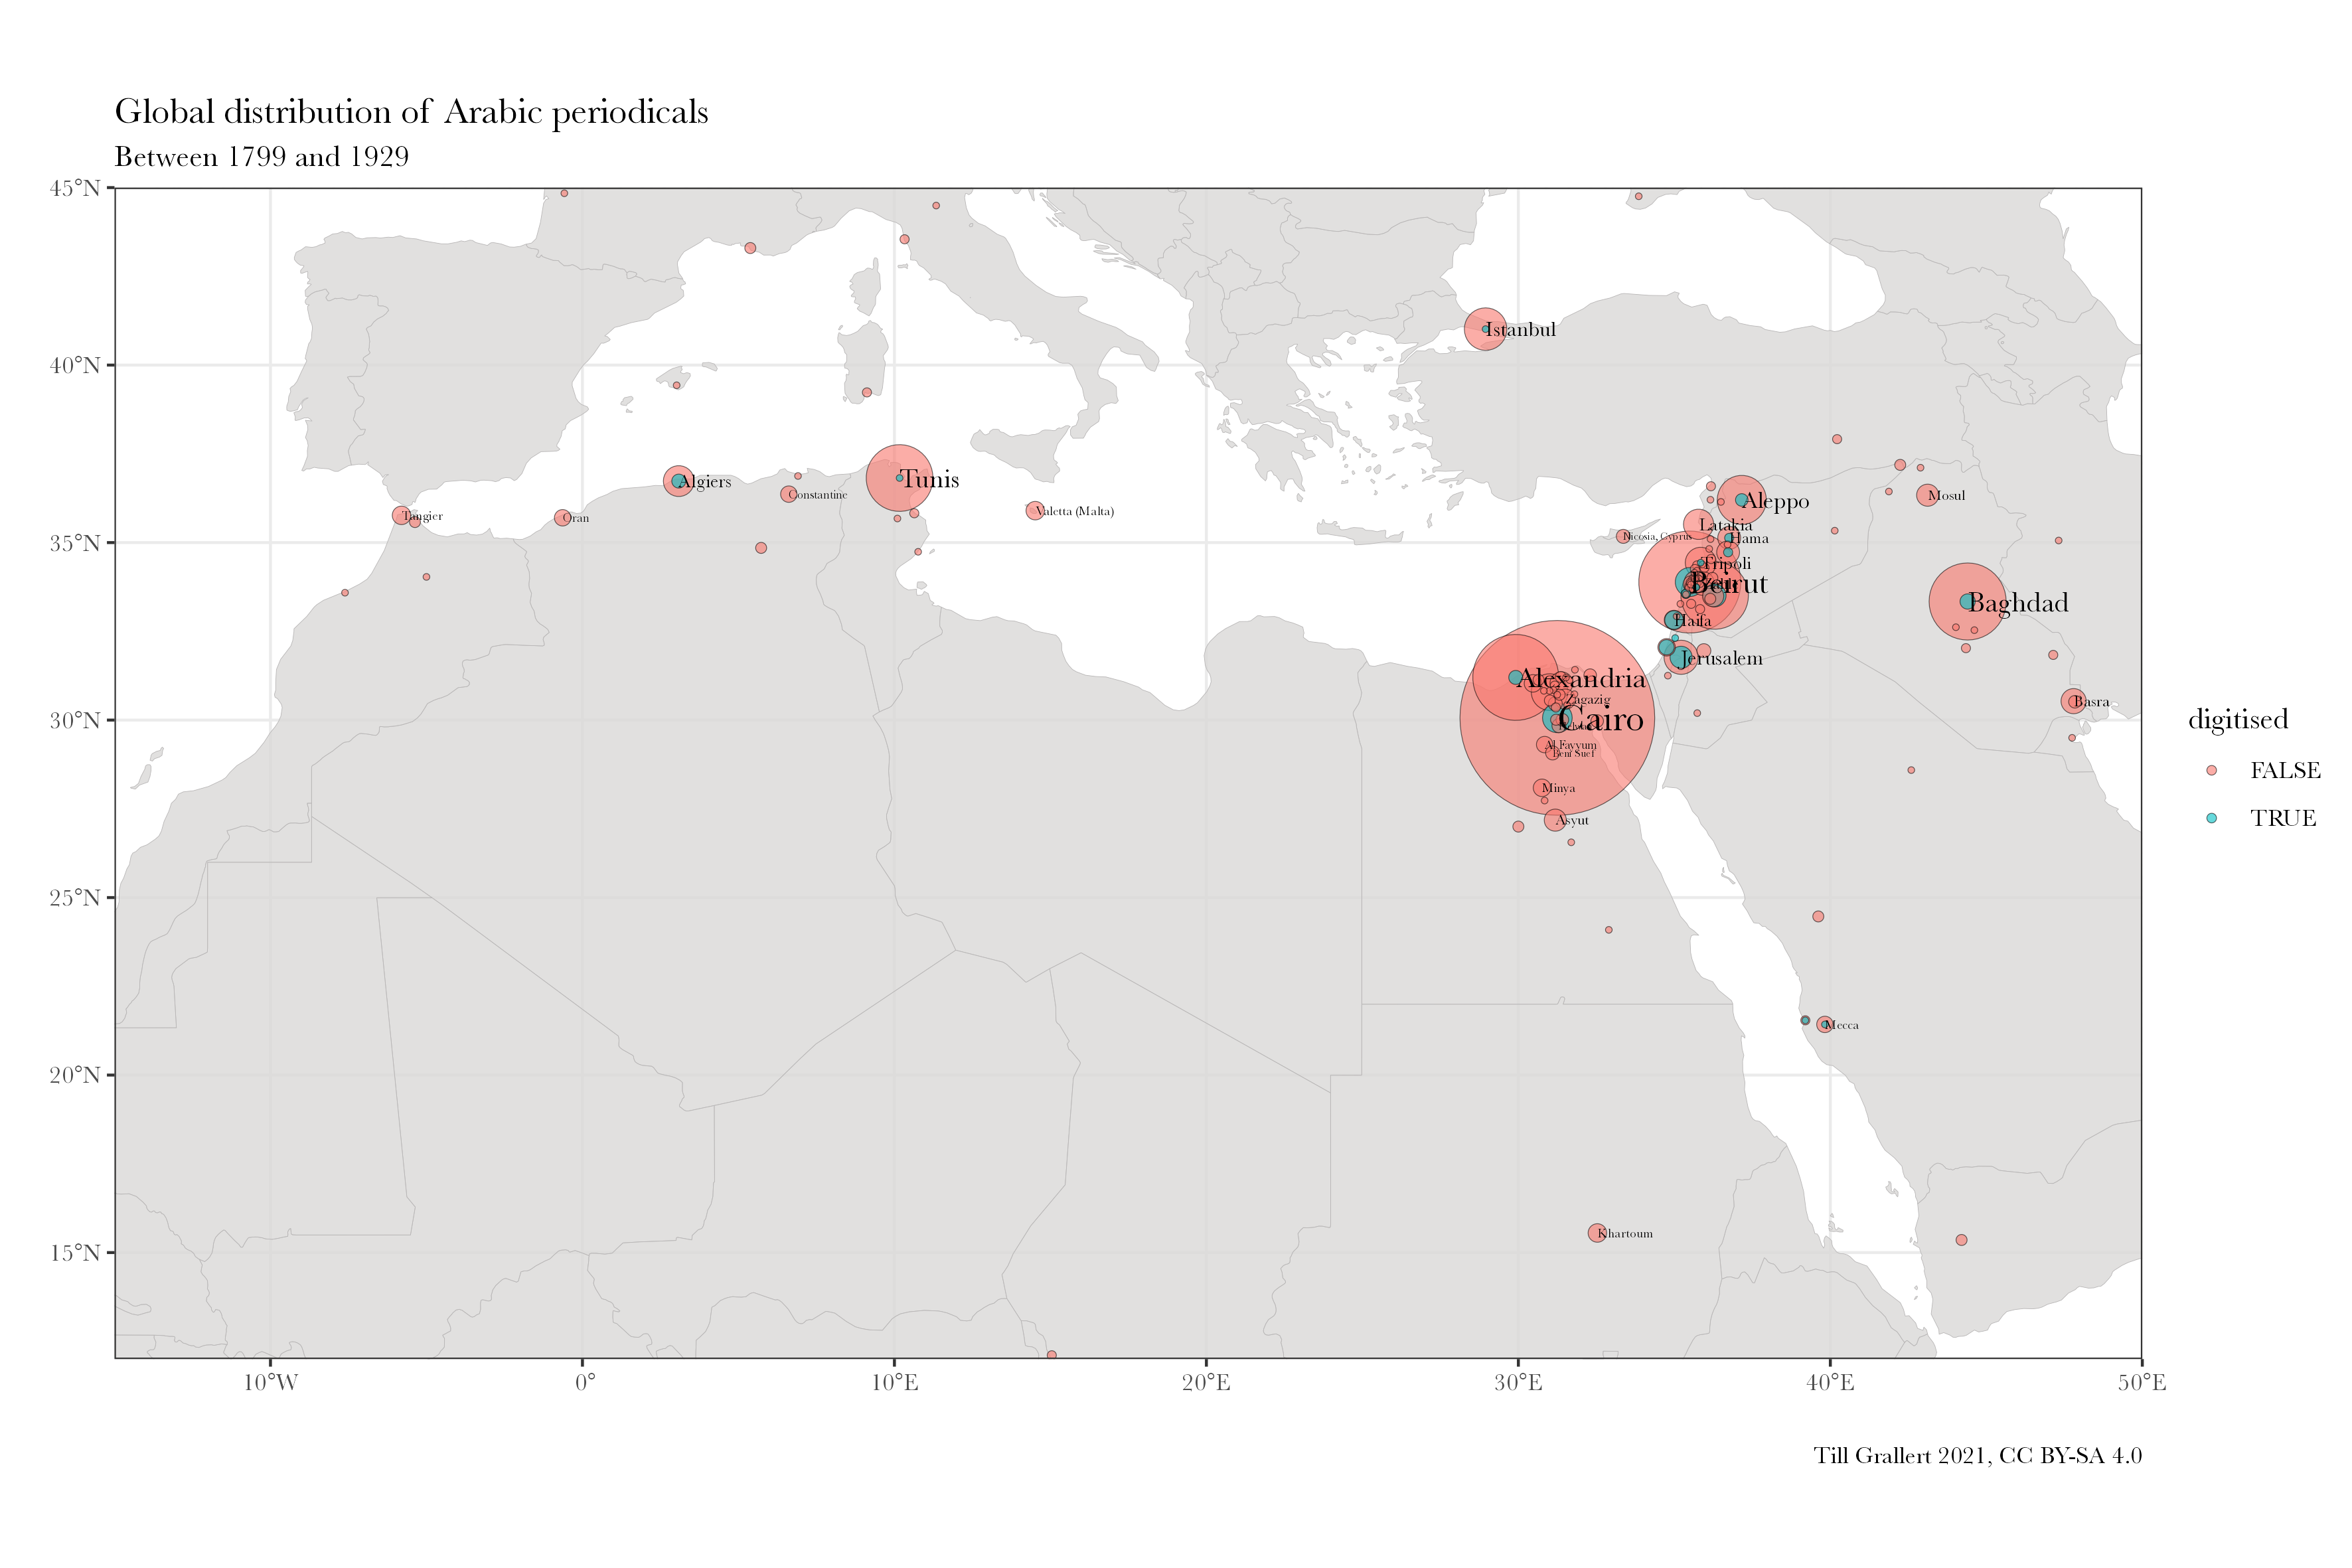 Global distribution of Arabic periodicals
Between 1799 and 1929
45°N
40°N
35°N
30°N
25°N
20°N
15°N
10°W
0°
10°E
20°E
30°E
40°E
50°E
Istanbul
Algiers
Tunis
Constantine
Valetta (Malta)
Tangier
Oran
Aleppo
Mosul
Latakia
Nicosia, Cyprus
Hama
Tripoli
Beirut
Baghdad
Haifa
Jerusalem
Alexandria
Zagazig
Basra
Cairo
Al Fayyum
Beni Suef
Minya
Asyut
Mecca
Khartoum
digitised
FALSE
TRUE
Till Grallert 2021, CC BY-SA 4.0